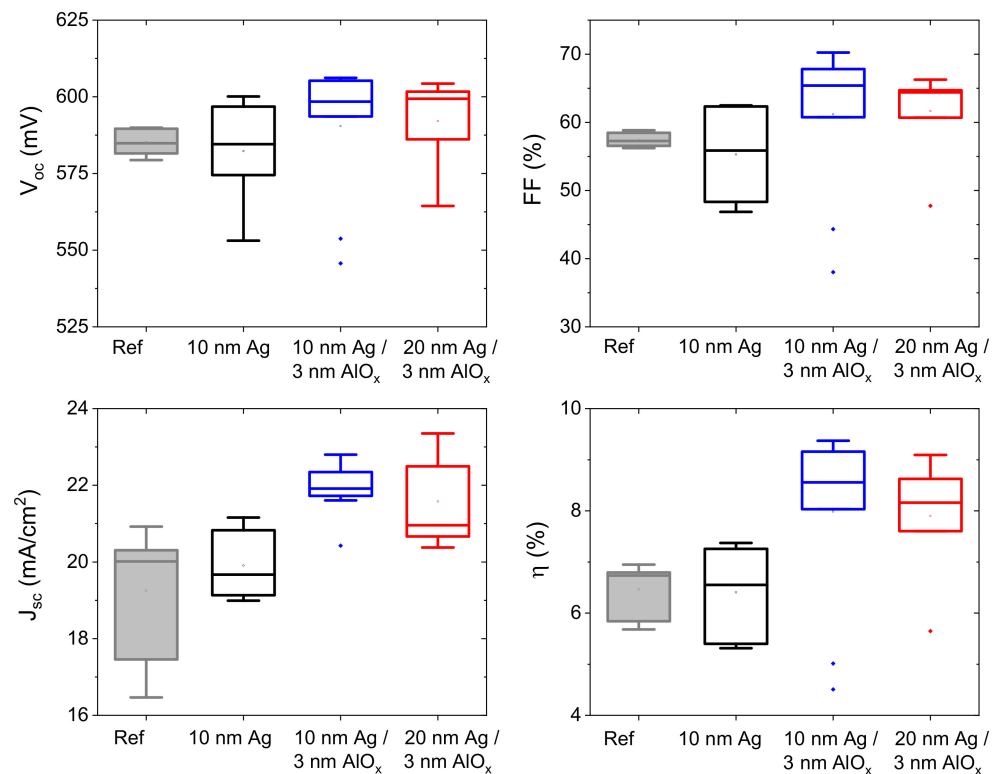 625
600
575
550
525
V_oc (mV)
Ref
10 nm Ag
10 nm Ag /
3 nm AlO_x
20 nm Ag /
3 nm AlO_x
70
60
50
40
30
FF (%)
Ref
10 nm Ag
10 nm Ag /
3 nm AlO_x
20 nm Ag /
3 nm AlO_x
24
22
20
18
16
J_sc (mA/cm²)
Ref
10 nm Ag
10 nm Ag /
3 nm AlO_x
20 nm Ag /
3 nm AlO_x
10
8
6
4
η (%)
Ref
10 nm Ag
10 nm Ag /
3 nm AlO_x
20 nm Ag /
3 nm AlO_x